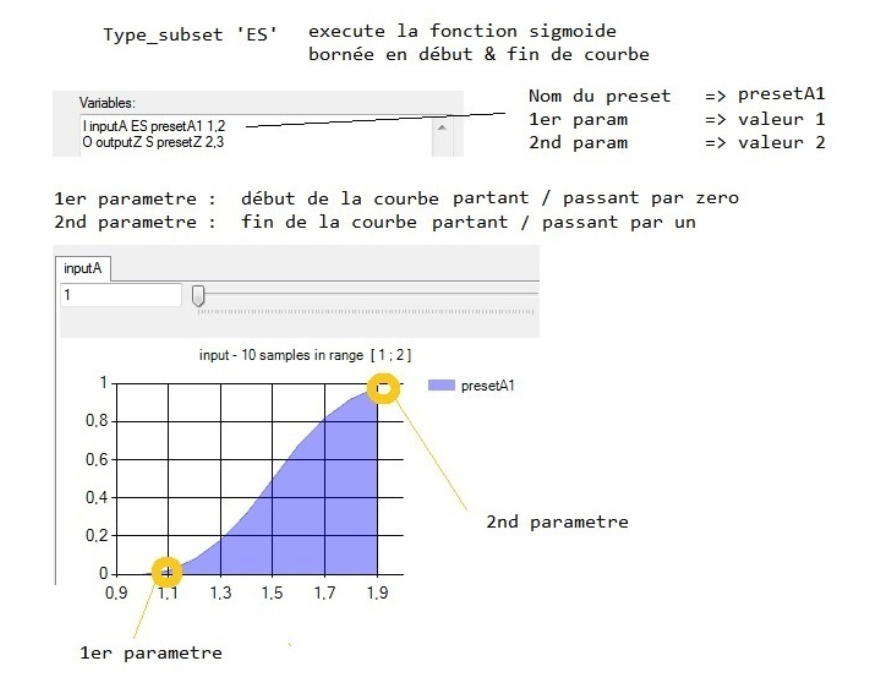 Type_subset 'ES' execute la fonction sigmoide
bornée en début & fin de courbe
Variables:
I inputA ES presetA1 1,2
O outputZ S presetZ 2,3
Nom du preset => presetA1
1er param => valeur 1
2nd param => valeur 2
1er parametre : début de la courbe partant / passant par zero
2nd parametre : fin de la courbe partant / passant par un
inputA
1
input - 10 samples in range [ 1 ; 2 ]
presetA1
1
0,8
0,6
0,4
0,2
0
0,9 1,1 1,3 1,5 1,7 1,9
2nd parametre
1er parametre